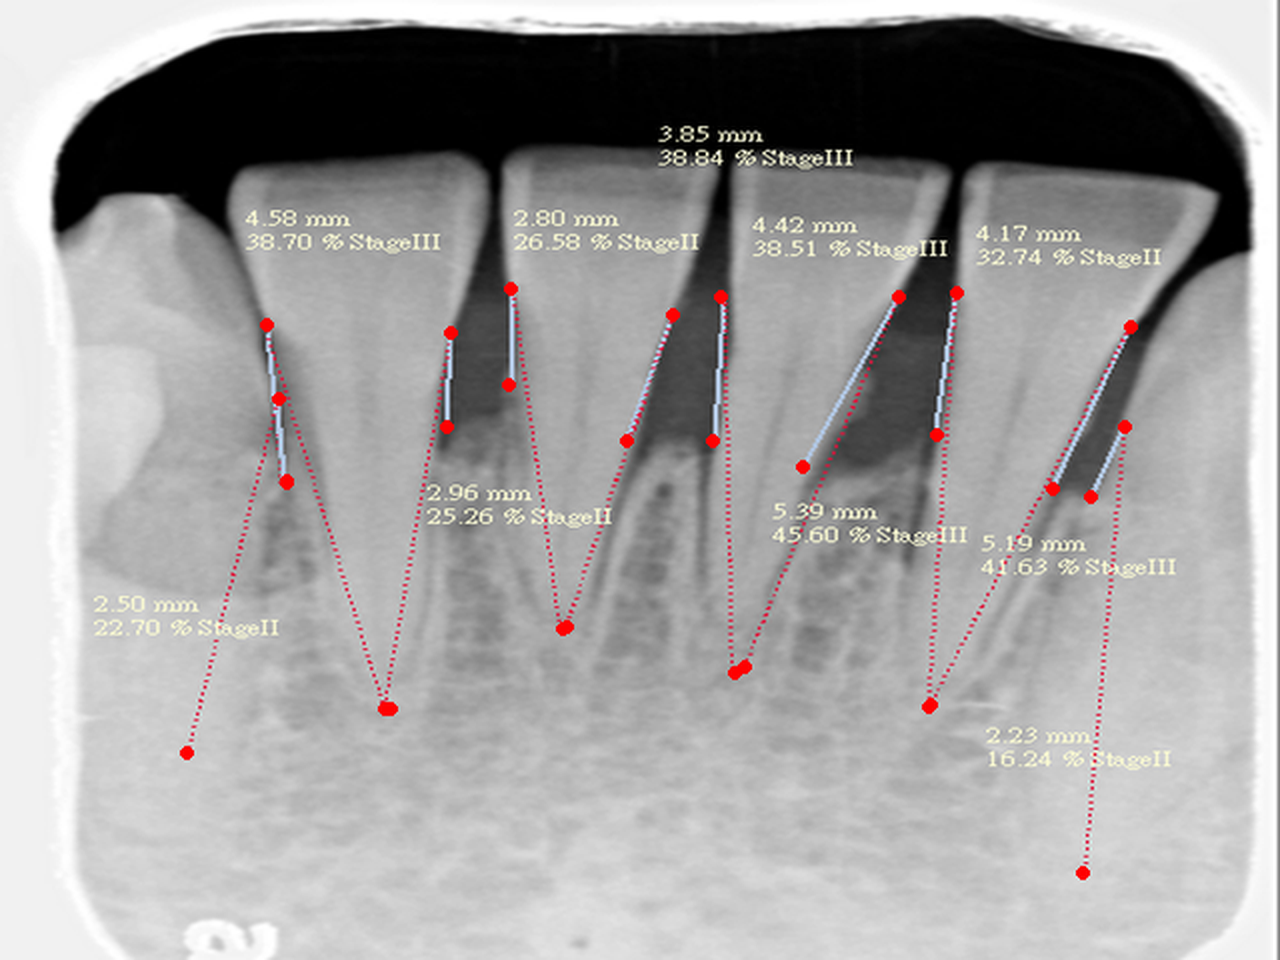 3.85 mm
38.84 % StageIII
4.58 mm
38.70 % StageIII
2.80 mm
26.58 % StageII
4.42 mm
38.51 % StageIII
4.17 mm
32.74 % StageII
2.96 mm
25.26 % StageII
5.39 mm
45.60 % StageIII
5.19 mm
41.63 % StageIII
2.50 mm
22.70 % StageII
2.23 mm
16.24 % StageII